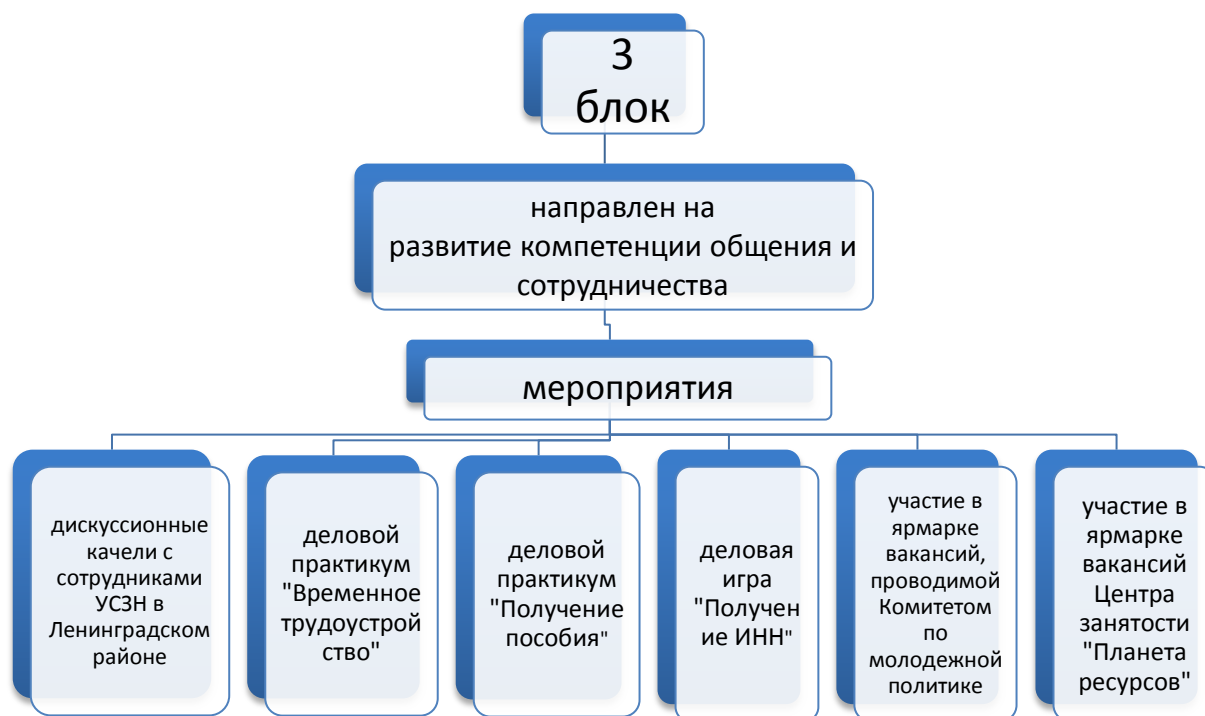 3
блок
направлен на
развитие компетенции общения и
сотрудничества
мероприятия
дискуссионные
качели с
сотрудниками
УСЗН в
Ленинградском
районе
деловой
практикум
"Временное
трудоустрой
ство"
деловой
практикум
"Получение
пособия"
деловая
игра
"Получен
ие ИНН"
участие в
ярмарке
вакансий,
проводимой
Комитетом
по
молодежной
политике
участие в
ярмарке
вакансий
Центра
занятости
"Планета
ресурсов"